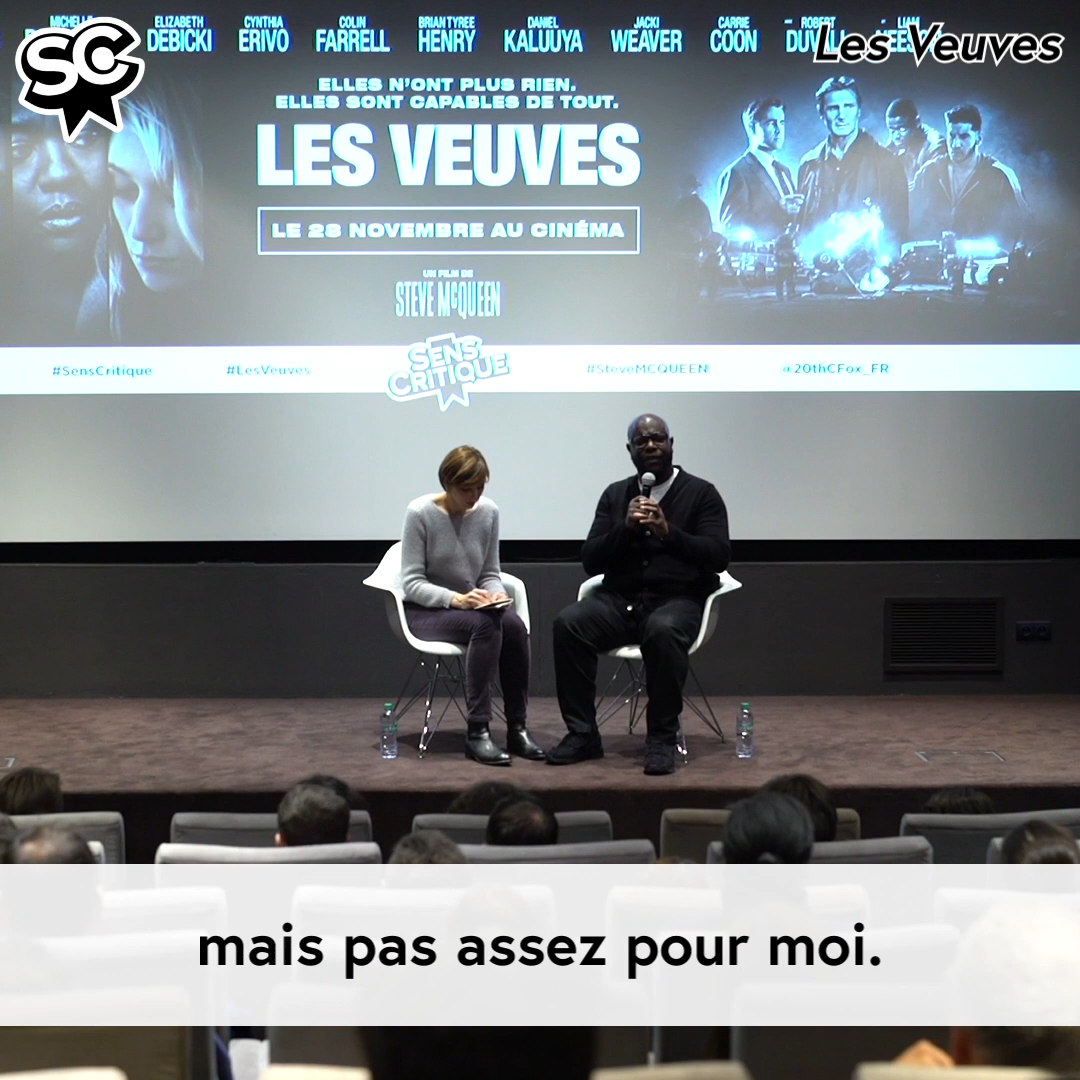 SC
Les Veuves
MICHELLE
ELIZABETH DEBICKI
CYNTHIA ERIVO
COLIN FARRELL
BRIAN TYREE HENRY
DANIEL KALUUYA
JACKI WEAVER
CARRIE COON
ROBERT
LIAM
ELLES N'ONT PLUS RIEN.
ELLES SONT CAPABLES DE TOUT.
LES VEUVES
LE 28 NOVEMBRE AU CINÉMA
UN FILM DE
STEVE McQUEEN
SENS
CRITIQUE
#SensCritique #LesVeuves #SteveMCQUEEN @20thCFox_FR
mais pas assez pour moi.